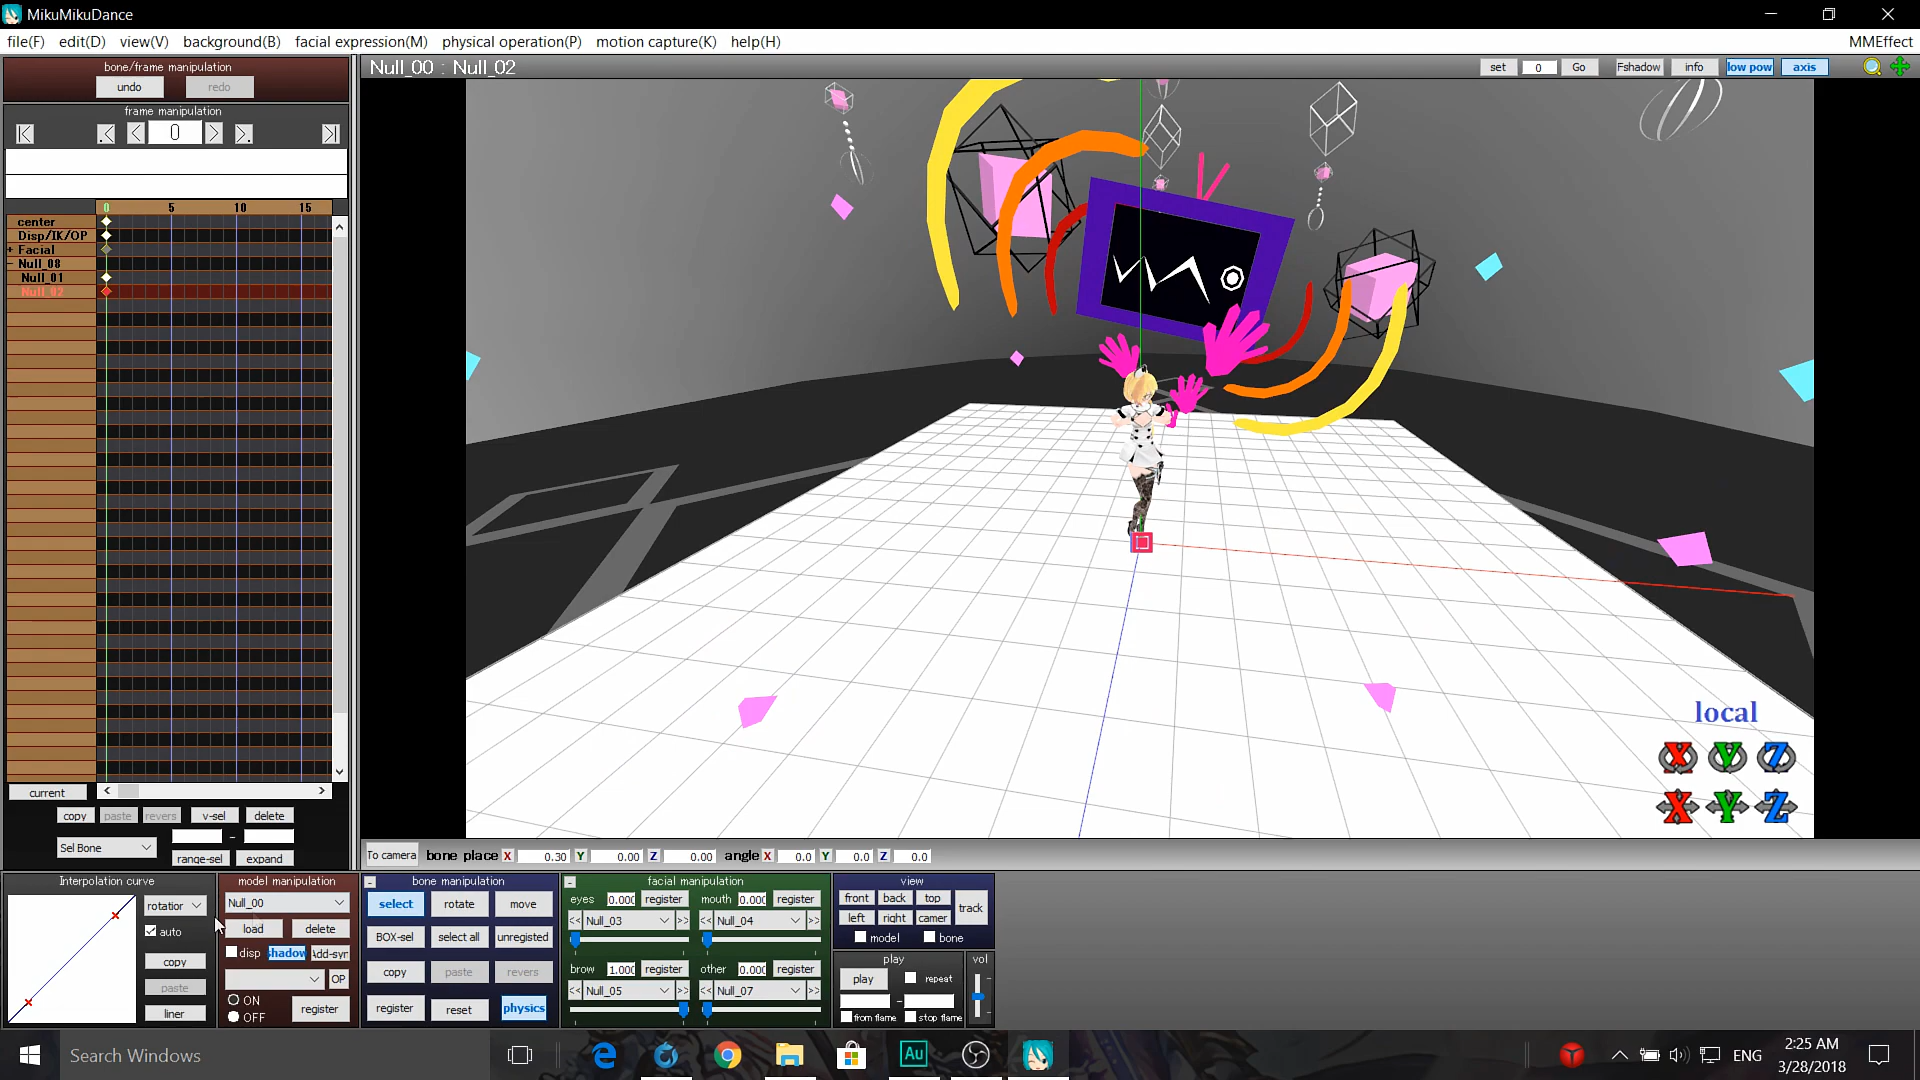 MikuMikuDance
file(F) edit(D) view(V) background(B) facial expression(M) physical operation(P) motion capture(K) help(H) MMEffect
bone/frame manipulation
undo redo
frame manipulation
0
0 5 10 15
center
Disp/IK/OP
+ Facial
- Null_08
Null_01
Null_02
current
copy paste revers v-sel delete
Sel Bone -
range-sel expand
Null_00 : Null_02
set 0 Go Fshadow info low pow axis
local
X Y Z
X Y Z
To camera bone place X 0.30 Y 0.00 Z 0.00 angle X 0.0 Y 0.0 Z 0.0
Interpolation curve
rotatior
auto
copy
paste
liner
model manipulation
Null_00
load delete
disp shadow Add-syn
OP
ON
OFF
register
- bone manipulation
select rotate move
BOX-sel select all unregisted
copy paste revers
register reset physics
- facial manipulation
eyes 0.000 register mouth 0.000 register
<< Null_03 >> << Null_04 >>
brow 1.000 register other 0.000 register
<< Null_05 >> << Null_07 >>
view
front back top
left right camer
track
model bone
play
play repeat
-
from flame stop flame
vol
Search Windows
Au
ENG
2:25 AM
3/28/2018